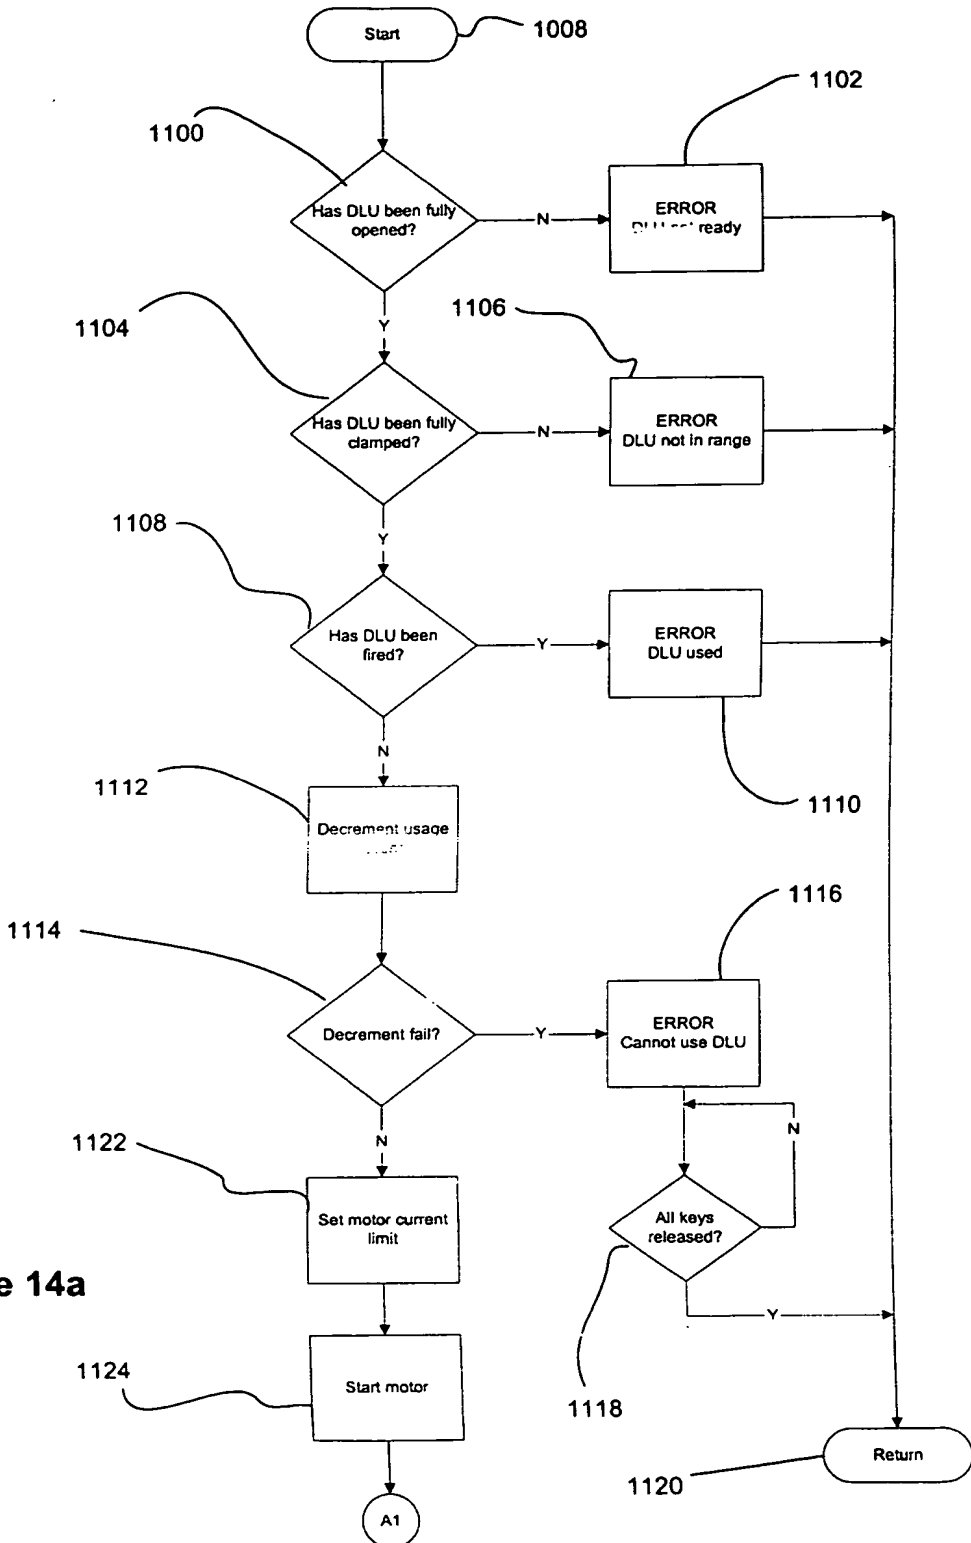 Start
1008
1102
1100
Has DLU been fully
opened?
N
ERROR
ready
Y
1104
1106
Has DLU been fully
clamped?
N
ERROR
DLU not in range
Y
1108
Has DLU been
fired?
Y
ERROR
DLU used
N
1110
1112
Decrement usage
1116
1114
Decrement fail?
Y
ERROR
Cannot use DLU
N
N
1122
Set motor current
limit
All keys
released?
e 14a
Y
1124
Start motor
1118
Return
1120
A1